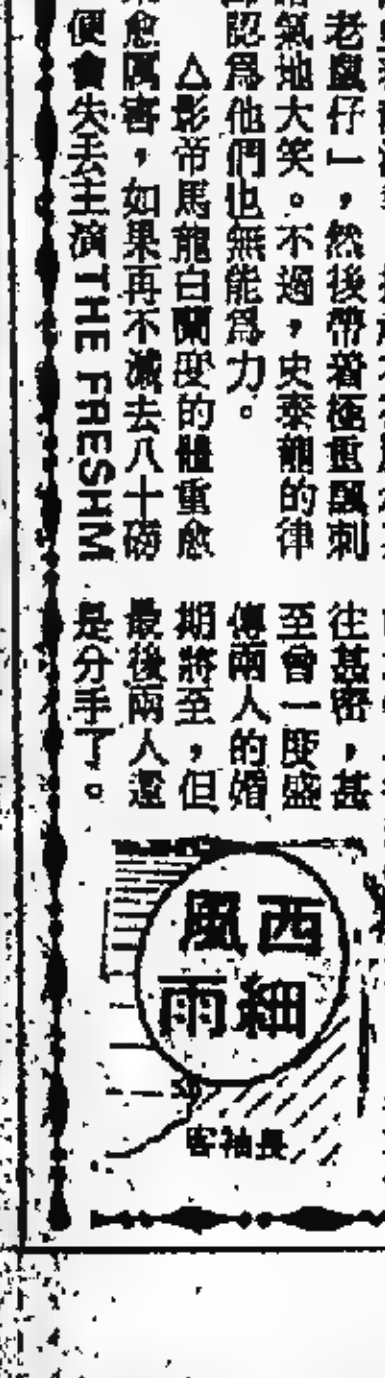 老鼠仔」，然後帶着極重諷刺
氣地大笑。不過，史泰龍的律
認爲他們也無能爲力。
△影帝馬龍白蘭度的體重愈
愈厲害，如果再不減去八十磅
便會失去主演THE FRESHM
往甚密，甚
至曾一度盛
傳兩人的婚
期將至，但
最後兩人還
是分手了。
西風
細雨
長袖客